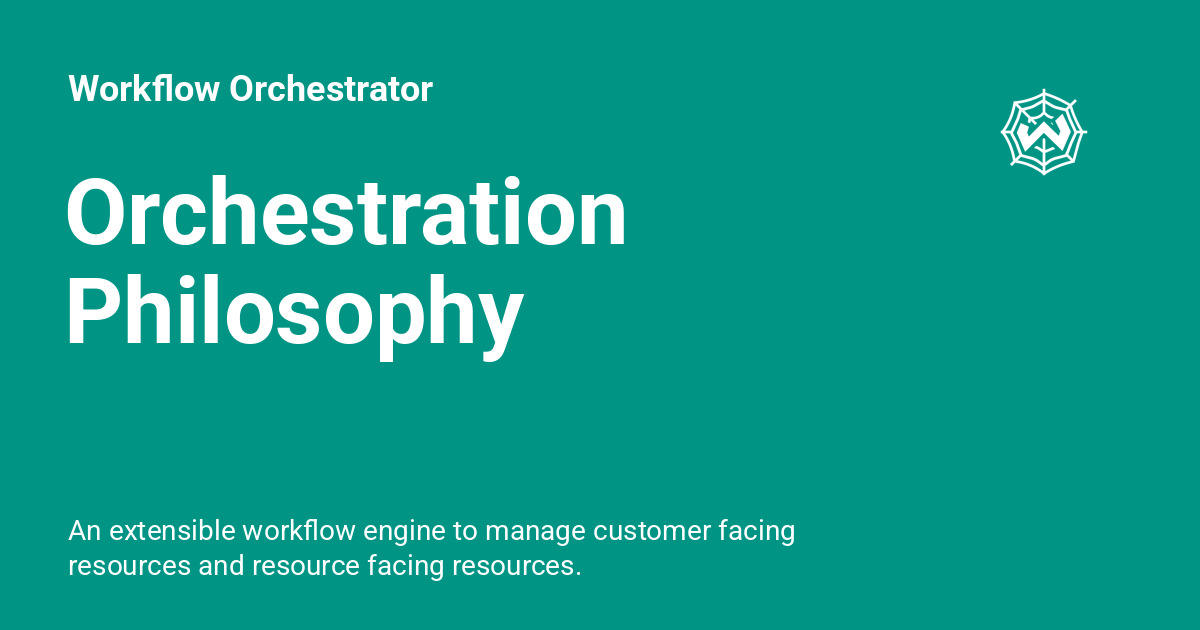 Workflow Orchestrator
Orchestration
Philosophy
An extensible workflow engine to manage customer facing
resources and resource facing resources.